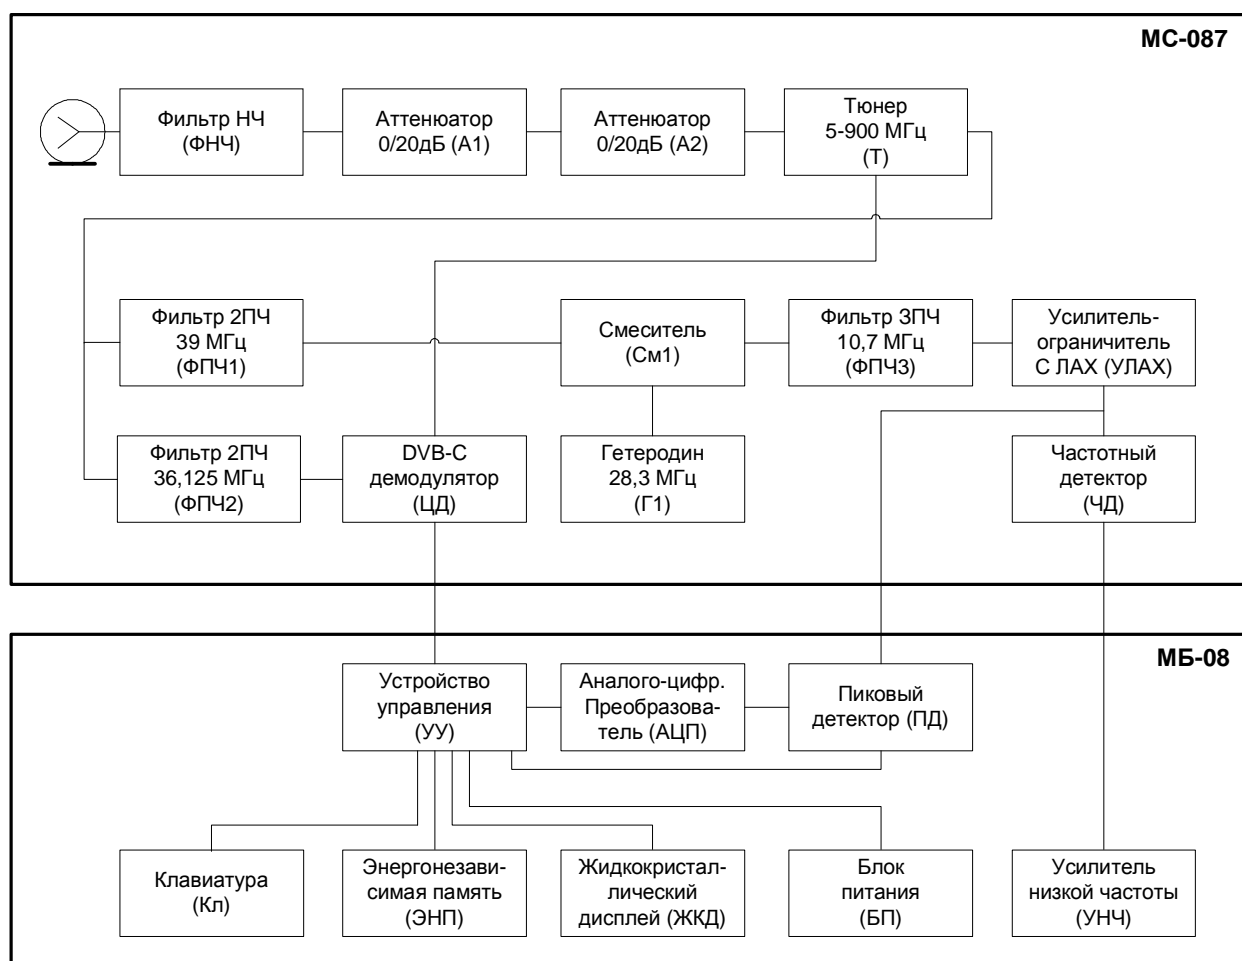 МС-087
Фильтр НЧ
(ФНЧ)
Аттенюатор
0/20дБ (А1)
Аттенюатор
0/20дБ (А2)
Тюнер
5-900 МГц
(Т)
Фильтр 2ПЧ
39 МГц
(ФПЧ1)
Смеситель
(См1)
Фильтр 3ПЧ
10,7 МГц
(ФПЧ3)
Усилитель-
ограничитель
С ЛАХ (УЛАХ)
Фильтр 2ПЧ
36,125 МГц
(ФПЧ2)
DVB-C
демодулятор
(ЦД)
Гетеродин
28,3 МГц
(Г1)
Частотный
детектор
(ЧД)
МБ-08
Устройство
управления
(УУ)
Аналого-цифр.
Преобразова-
тель (АЦП)
Пиковый
детектор (ПД)
Клавиатура
(Кл)
Энергонезави-
симая память
(ЭНП)
Жидкокристал-
лический
дисплей (ЖКД)
Блок
питания
(БП)
Усилитель
низкой частоты
(УНЧ)